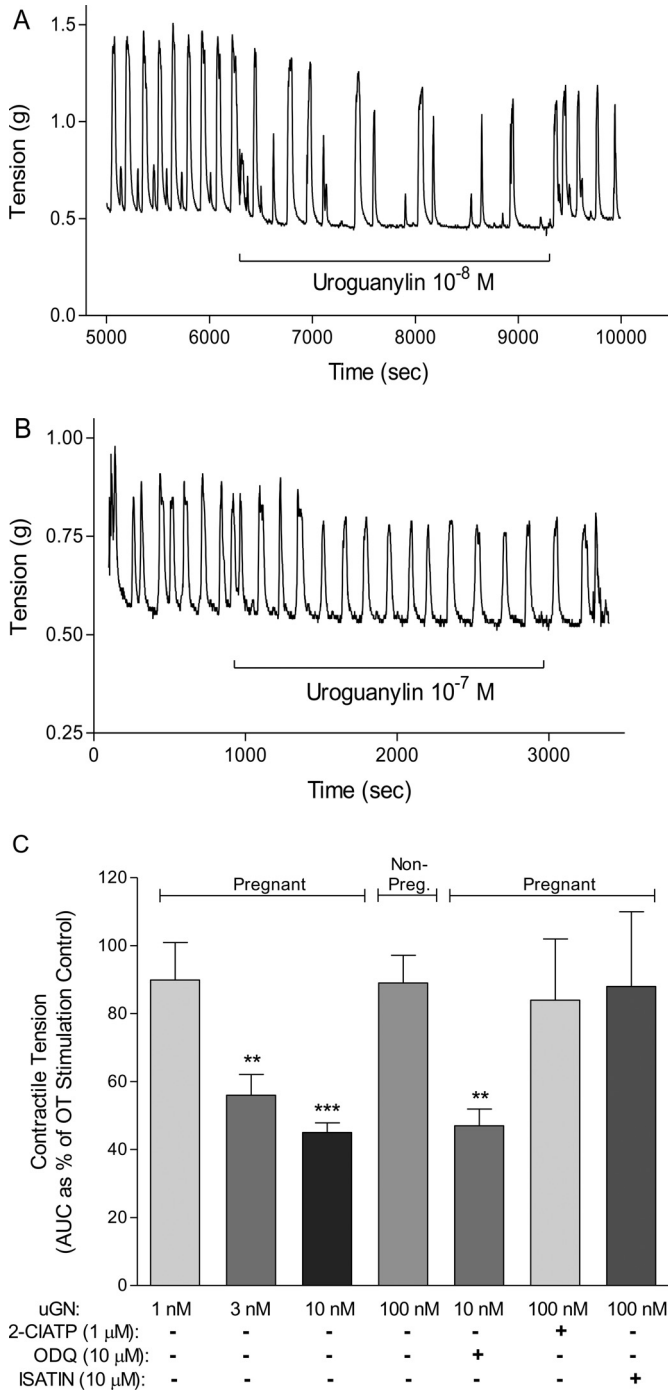 A
Tension (g)
1.5
1.0
0.5
0.0
Uroguanylin 10⁻⁸ M
5000 6000 7000 8000 9000 10000
Time (sec)
B
Tension (g)
1.00
0.75
0.50
0.25
Uroguanylin 10⁻⁷ M
0 1000 2000 3000
Time (sec)
C
Contractile Tension
(AUC as % of OT Stimulation Control)
Pregnant
Non-
Preg.
Pregnant
120
100
80
60
40
20
0
** *** **
uGN: 1 nM 3 nM 10 nM 100 nM 10 nM 100 nM 100 nM
2-ClATP (1 μM): - - - - - + -
ODQ (10 μM): - - - - + - -
ISATIN (10 μM): - - - - - - +